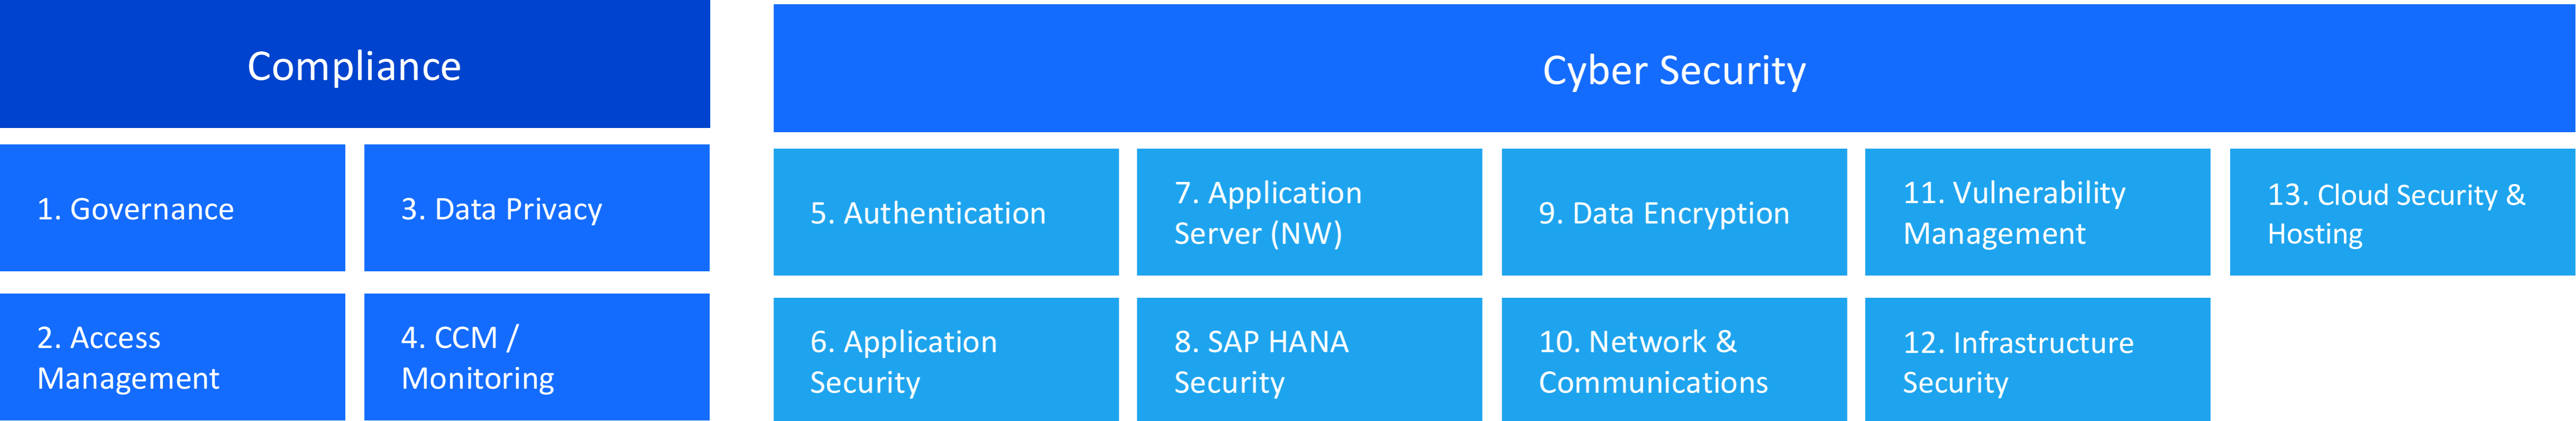 Compliance
Cyber Security
1. Governance
3. Data Privacy
2. Access
Management
4. CCM /
Monitoring
5. Authentication
7. Application
Server (NW)
9. Data Encryption
11. Vulnerability
Management
13. Cloud Security &
Hosting
6. Application
Security
8. SAP HANA
Security
10. Network &
Communications
12. Infrastructure
Security